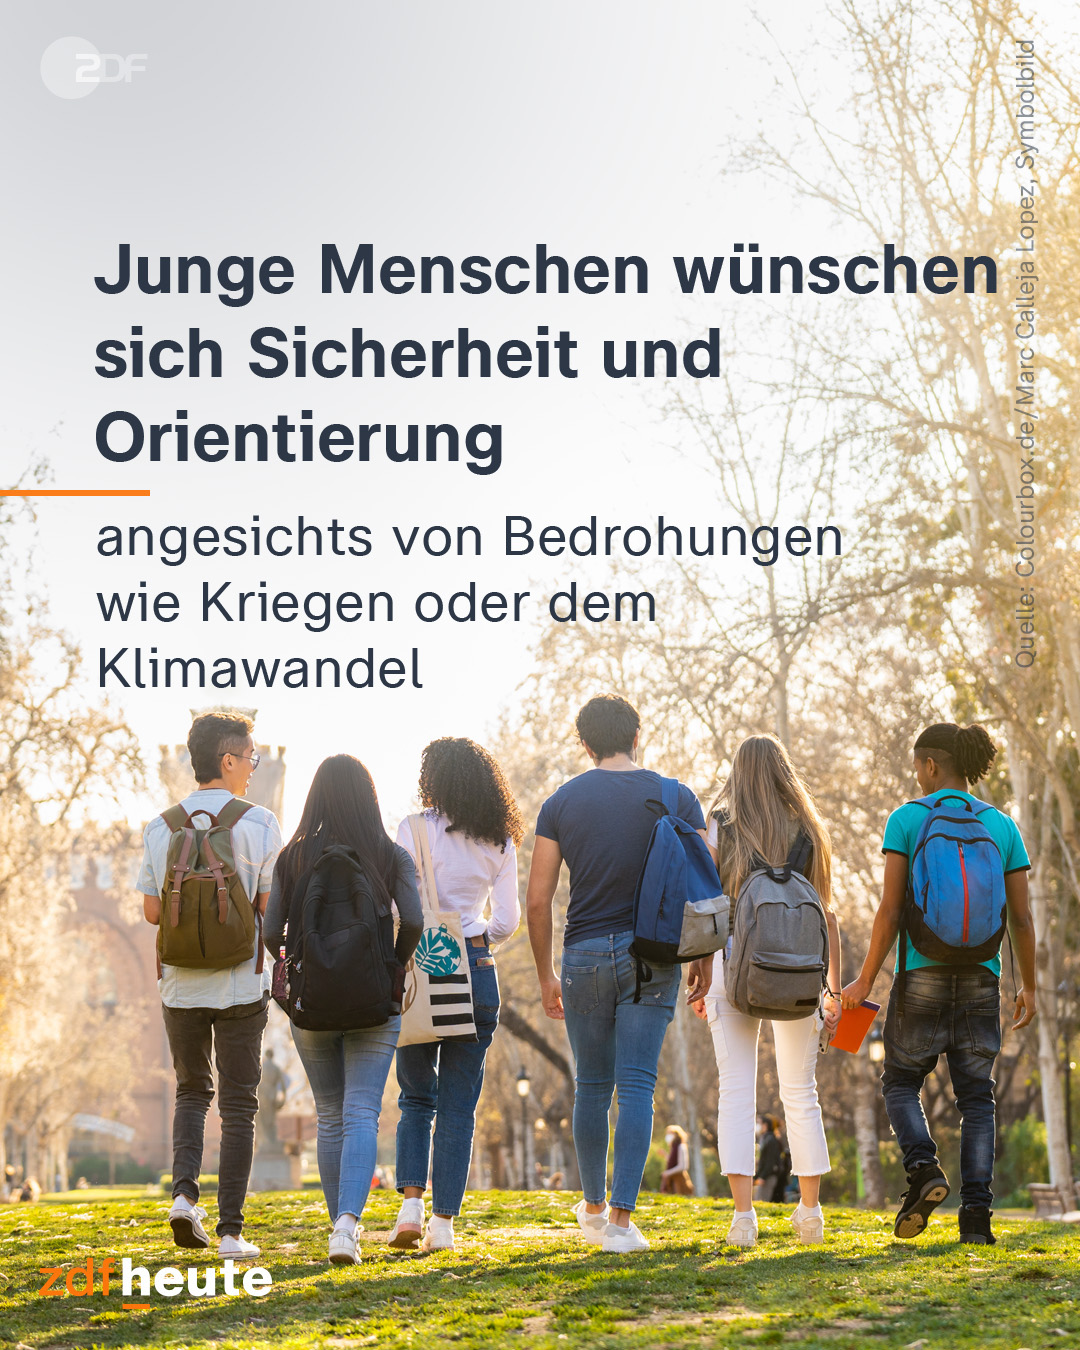 ZDF
Junge Menschen wünschen
sich Sicherheit und
Orientierung
angesichts von Bedrohungen
wie Kriegen oder dem
Klimawandel
Quelle: Colourbox.de/Marc Calleja Lopez, Symbolbild
zdfheute